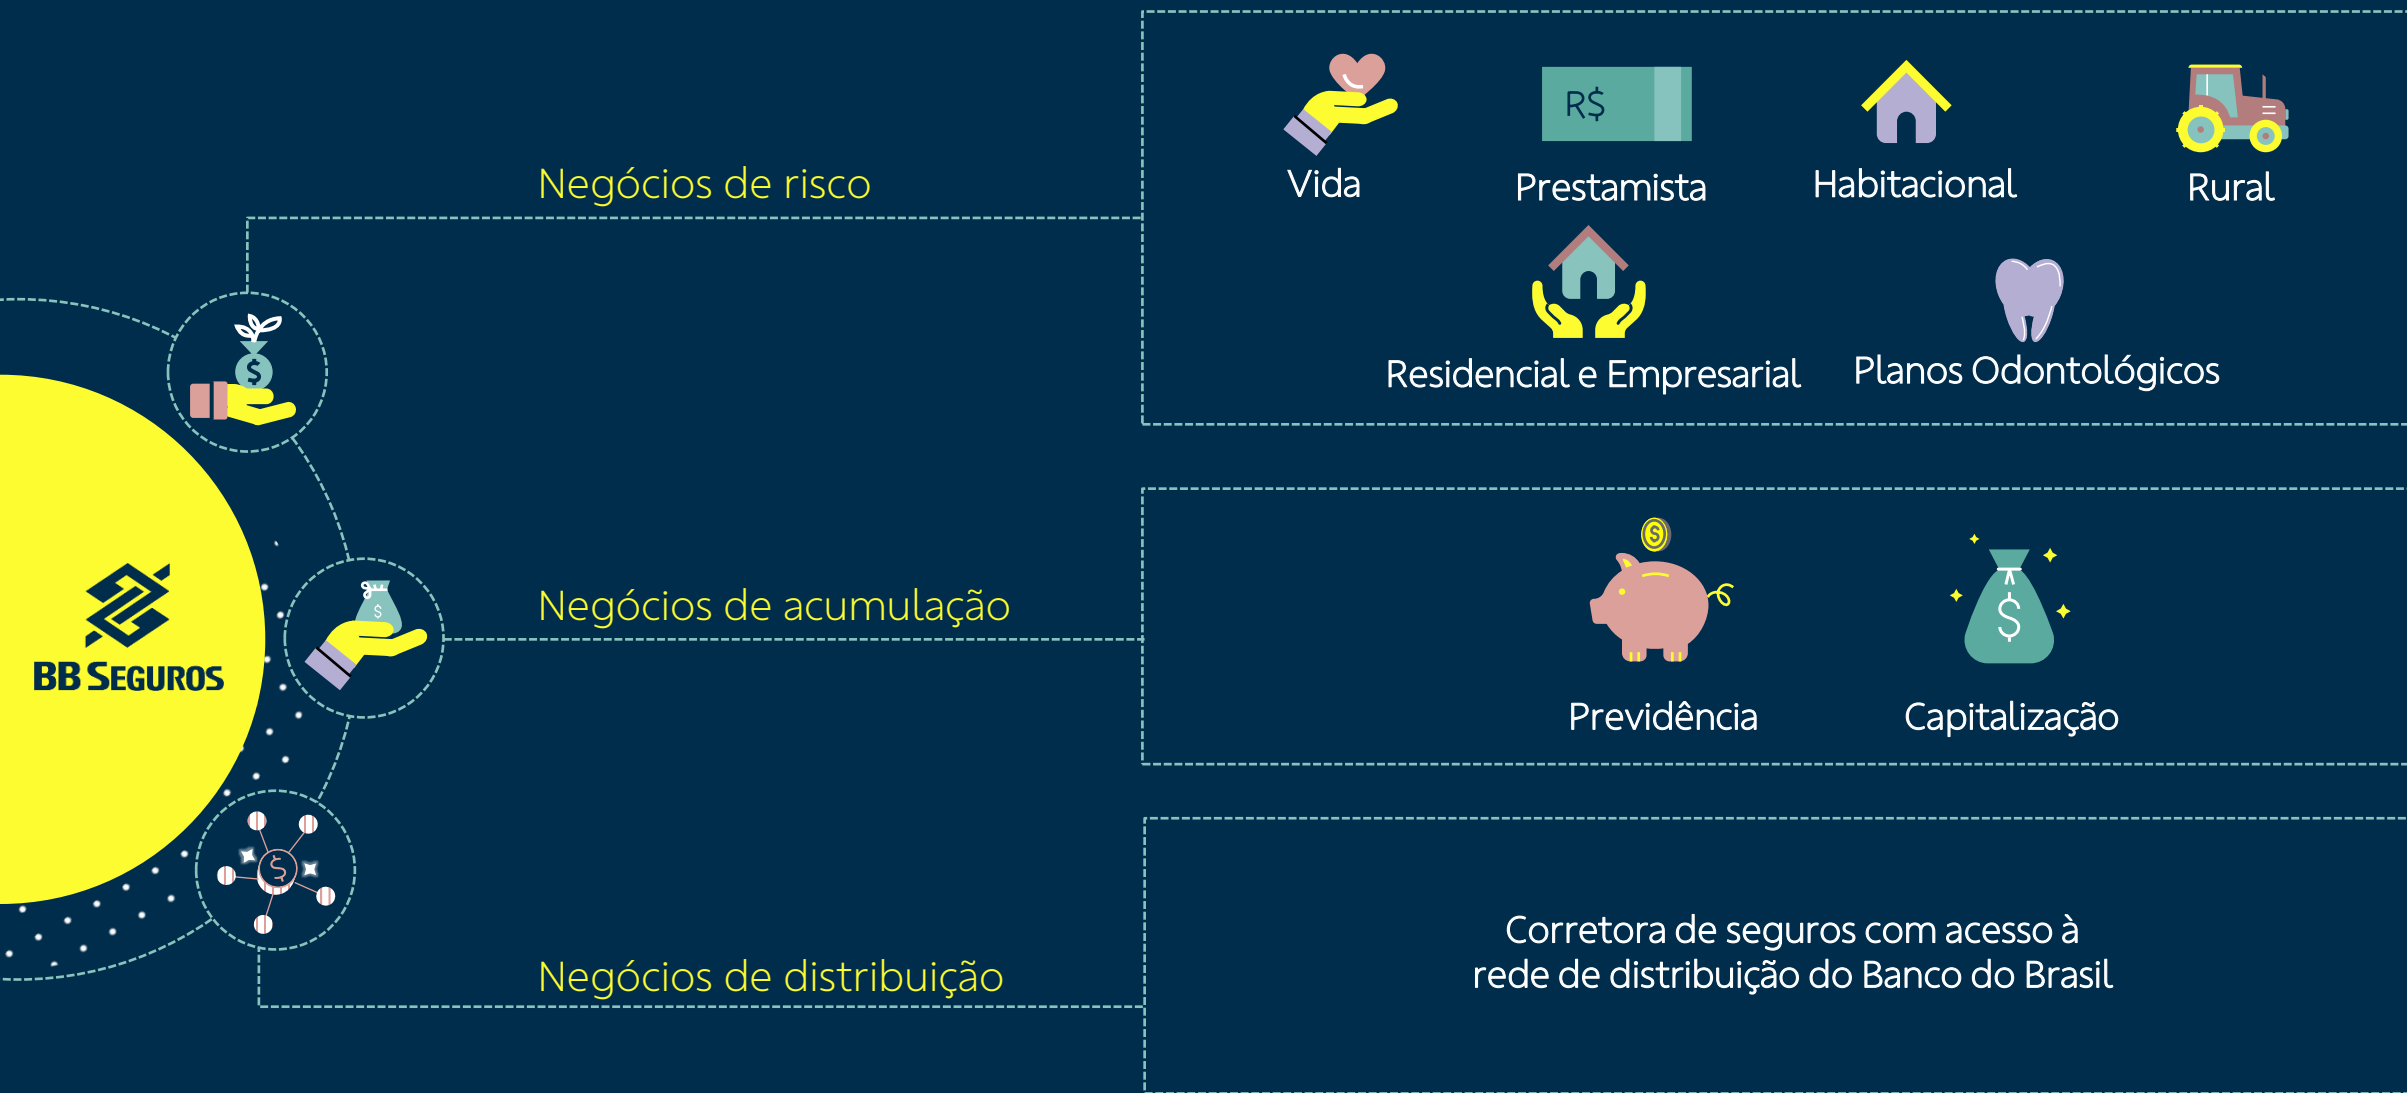 Negócios de risco
Vida
R$
Prestamista
Habitacional
Rural
Residencial e Empresarial
Planos Odontológicos
$
BB SEGUROS
$
Negócios de acumulação
$
Previdência
$
Capitalização
$
Negócios de distribuição
Corretora de seguros com acesso à
rede de distribuição do Banco do Brasil